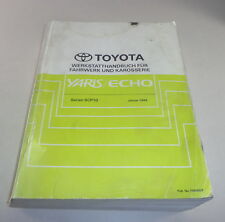 TOYOTA
WERKSTATTHANDBUCH FÜR
FAHRWERK UND KAROSSERIE
YARIS ECHO
Januar 1999